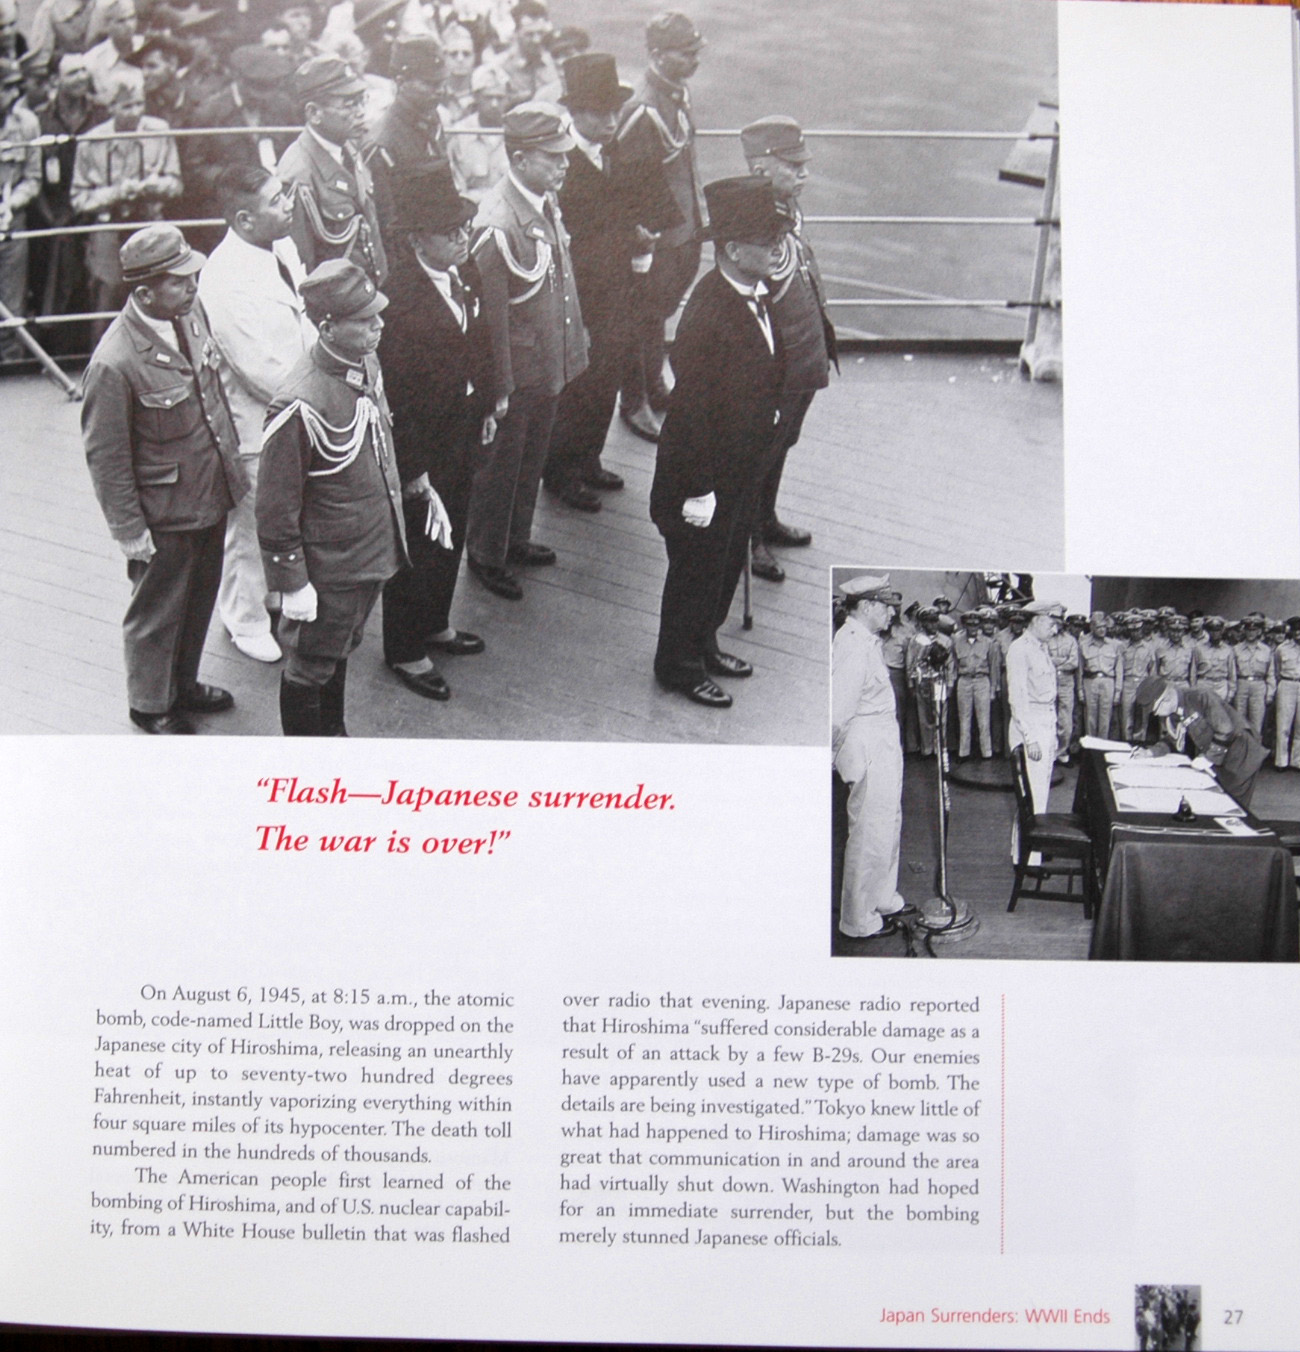 “Flash—Japanese surrender.
The war is over!”
On August 6, 1945, at 8:15 a.m., the atomic
bomb, code-named Little Boy, was dropped on the
Japanese city of Hiroshima, releasing an unearthly
heat of up to seventy-two hundred degrees
Fahrenheit, instantly vaporizing everything within
four square miles of its hypocenter. The death toll
numbered in the hundreds of thousands.
The American people first learned of the
bombing of Hiroshima, and of U.S. nuclear capabil-
ity, from a White House bulletin that was flashed
over radio that evening. Japanese radio reported
that Hiroshima “suffered considerable damage as a
result of an attack by a few B-29s. Our enemies
have apparently used a new type of bomb. The
details are being investigated.” Tokyo knew little of
what had happened to Hiroshima; damage was so
great that communication in and around the area
had virtually shut down. Washington had hoped
for an immediate surrender, but the bombing
merely stunned Japanese officials.
Japan Surrenders: WWII Ends
27